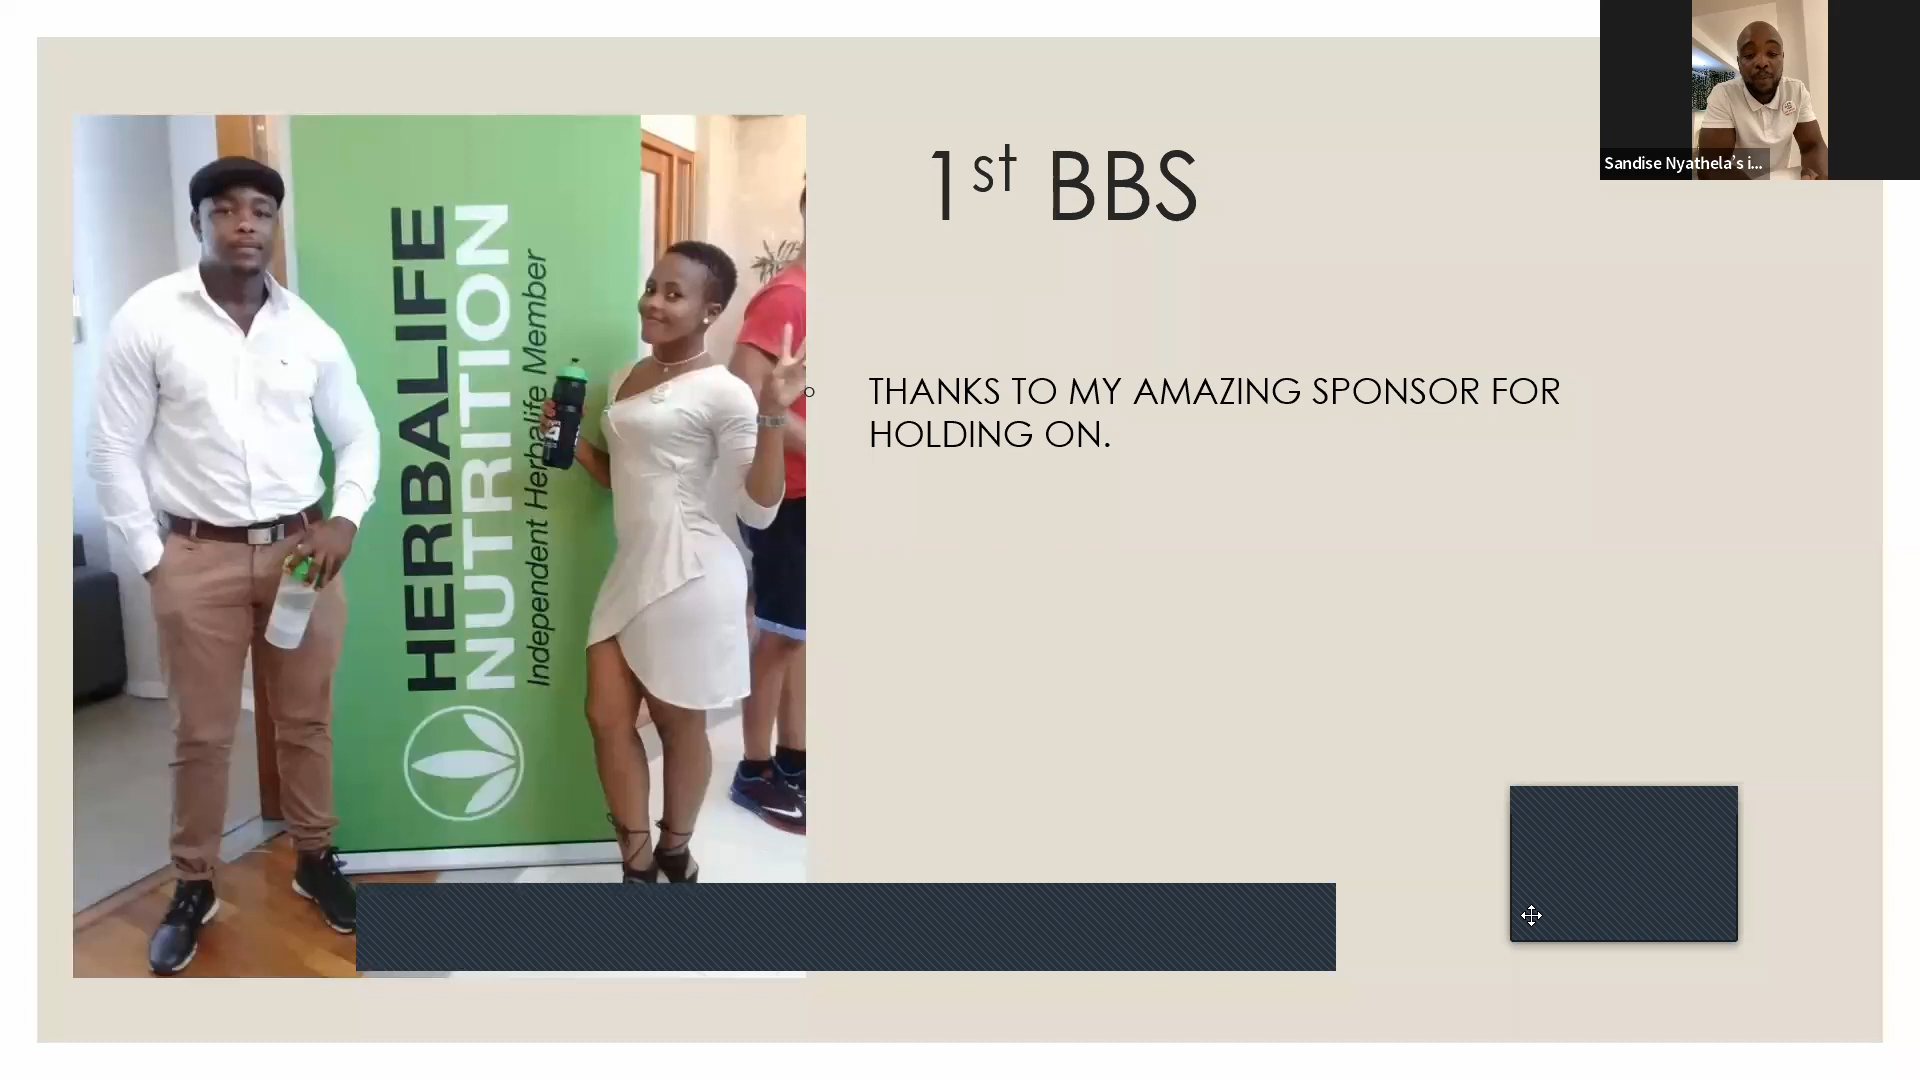 1st BBS
Sandise Nyathela's i...
THANKS TO MY AMAZING SPONSOR FOR
HOLDING ON.
HERBALIFE
NUTRITION
Independent Herbalife Member